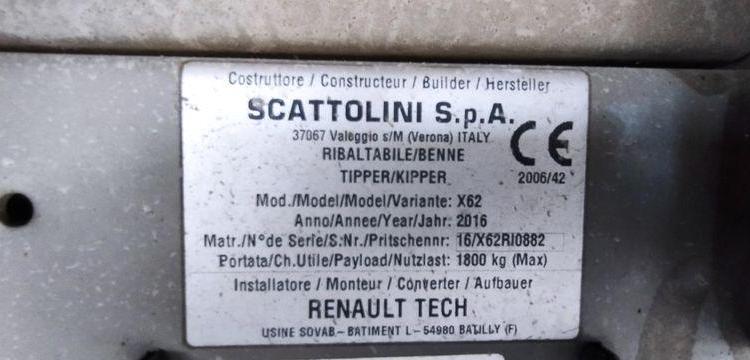 Costruttore / Constructeur / Builder / Hersteller
SCATTOLINI S.p.A.
37067 Valeggio s/M (Verona) ITALY
RIBALTABILE/BENNE
TIPPER/KIPPER
CE
2006/42
Mod./Model/Model/Variante: X62
Anno/Annee/Year/Jahr: 2016
Matr./N°de Serie/S.Nr./Pritschennr: 16/X62RI0882
Portata/Ch.Utile/Payload/Nutzlast: 1800 kg (Max)
Installatore / Monteur / Converter / Aufbauer
RENAULT TECH
USINE SOVAB - BATIMENT L - 54980 BATILLY (F)